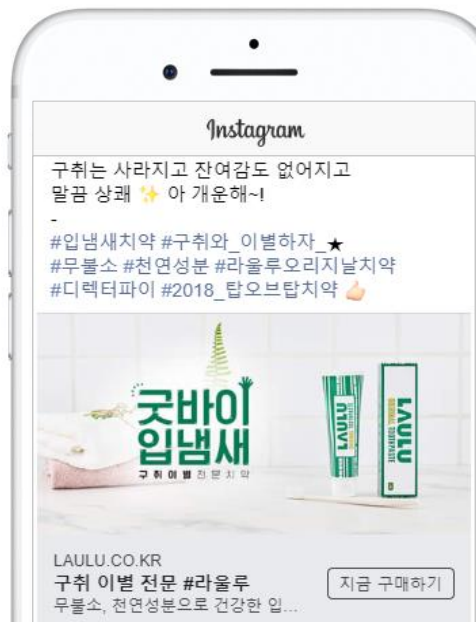 Instagram
구취는 사라지고 잔여감도 없어지고
말끔 상쾌 ✨ 아 개운해~!
-
#입냄새치약 #구취와_이별하자_★
#무불소 #천연성분 #라울루오리지날치약
#디렉터파이 #2018_탑오브탑치약 👍🏻
굿바이
입냄새
구취이별 전문치약
LAULU
LAULU
TOOTHPASTE
LAULU.CO.KR
구취 이별 전문 #라울루
지금 구매하기
무불소, 천연성분으로 건강한 입...